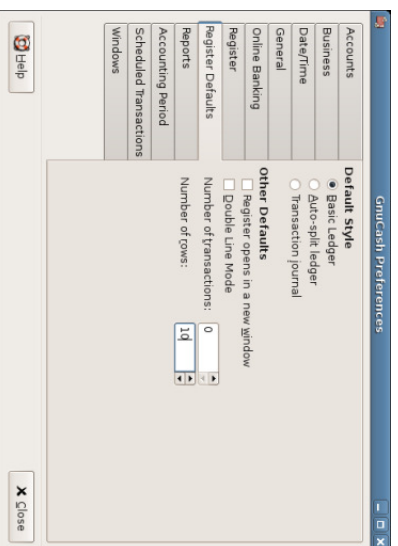 GnuCash Preferences
Accounts
Business
Date/Time
General
Online Banking
Register
Register Defaults
Reports
Accounting Period
Scheduled Transactions
Windows
Default Style
Basic Ledger
Auto-split ledger
Transaction journal
Other Defaults
Register opens in a new window
Double Line Mode
Number of transactions: 0
Number of rows: 10
Help
Close